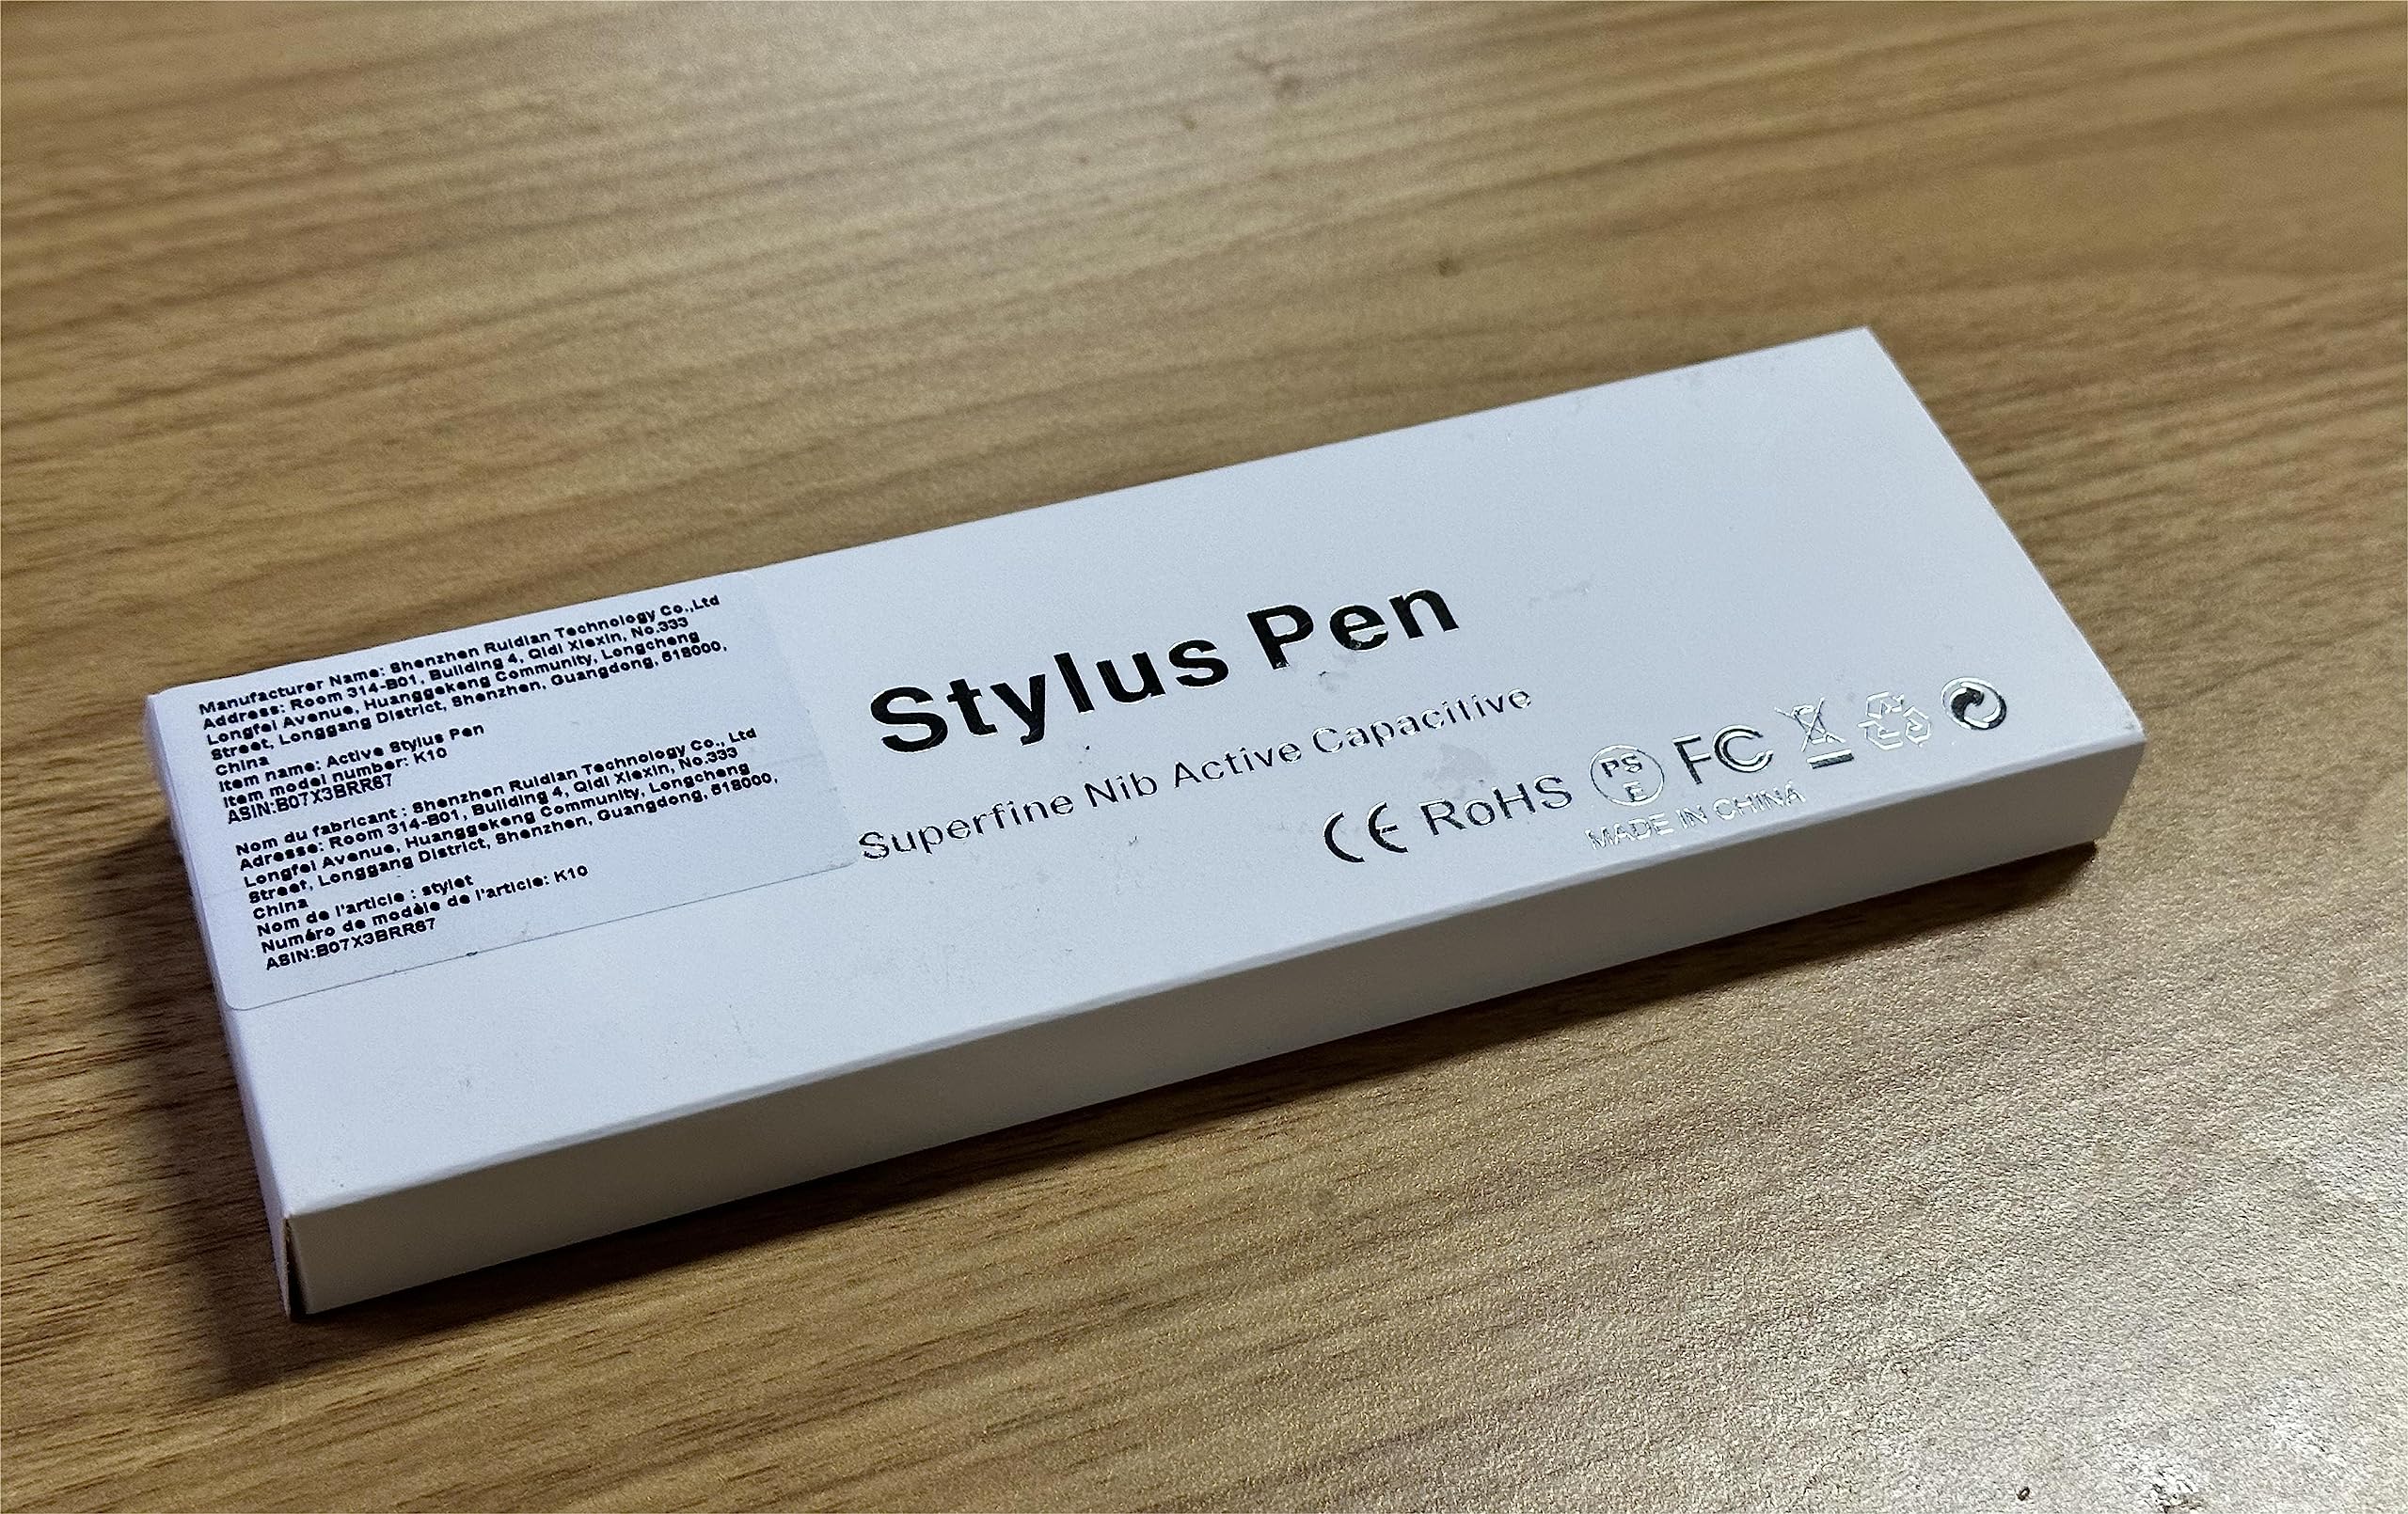 Manufacturer Name: Shenzhen Ruidian Technology Co.,Ltd
Address: Room 314-B01, Building 4, Qidi Xiexin, No.333
Longfei Avenue, Huanggekeng Community, Longcheng
Street, Longgang District, Shenzhen, Guangdong, 518000,
China
Item name: Active Stylus Pen
Item model number: K10
ASIN:B07X3BRR67
Nom du fabricant : Shenzhen Ruidian Technology Co., Ltd
Adresse: Room 314-B01, Building 4, Qidi Xiexin, No.333
Longfei Avenue, Huanggekeng Community, Longcheng
Street, Longgang District, Shenzhen, Guangdong, 518000,
China
Nom de l'article : stylet
Numéro de modèle de l'article: K10
ASIN:B07X3BRR67
Stylus Pen
Superfine Nib Active Capacitive
CE RoHS PS E FC
MADE IN CHINA